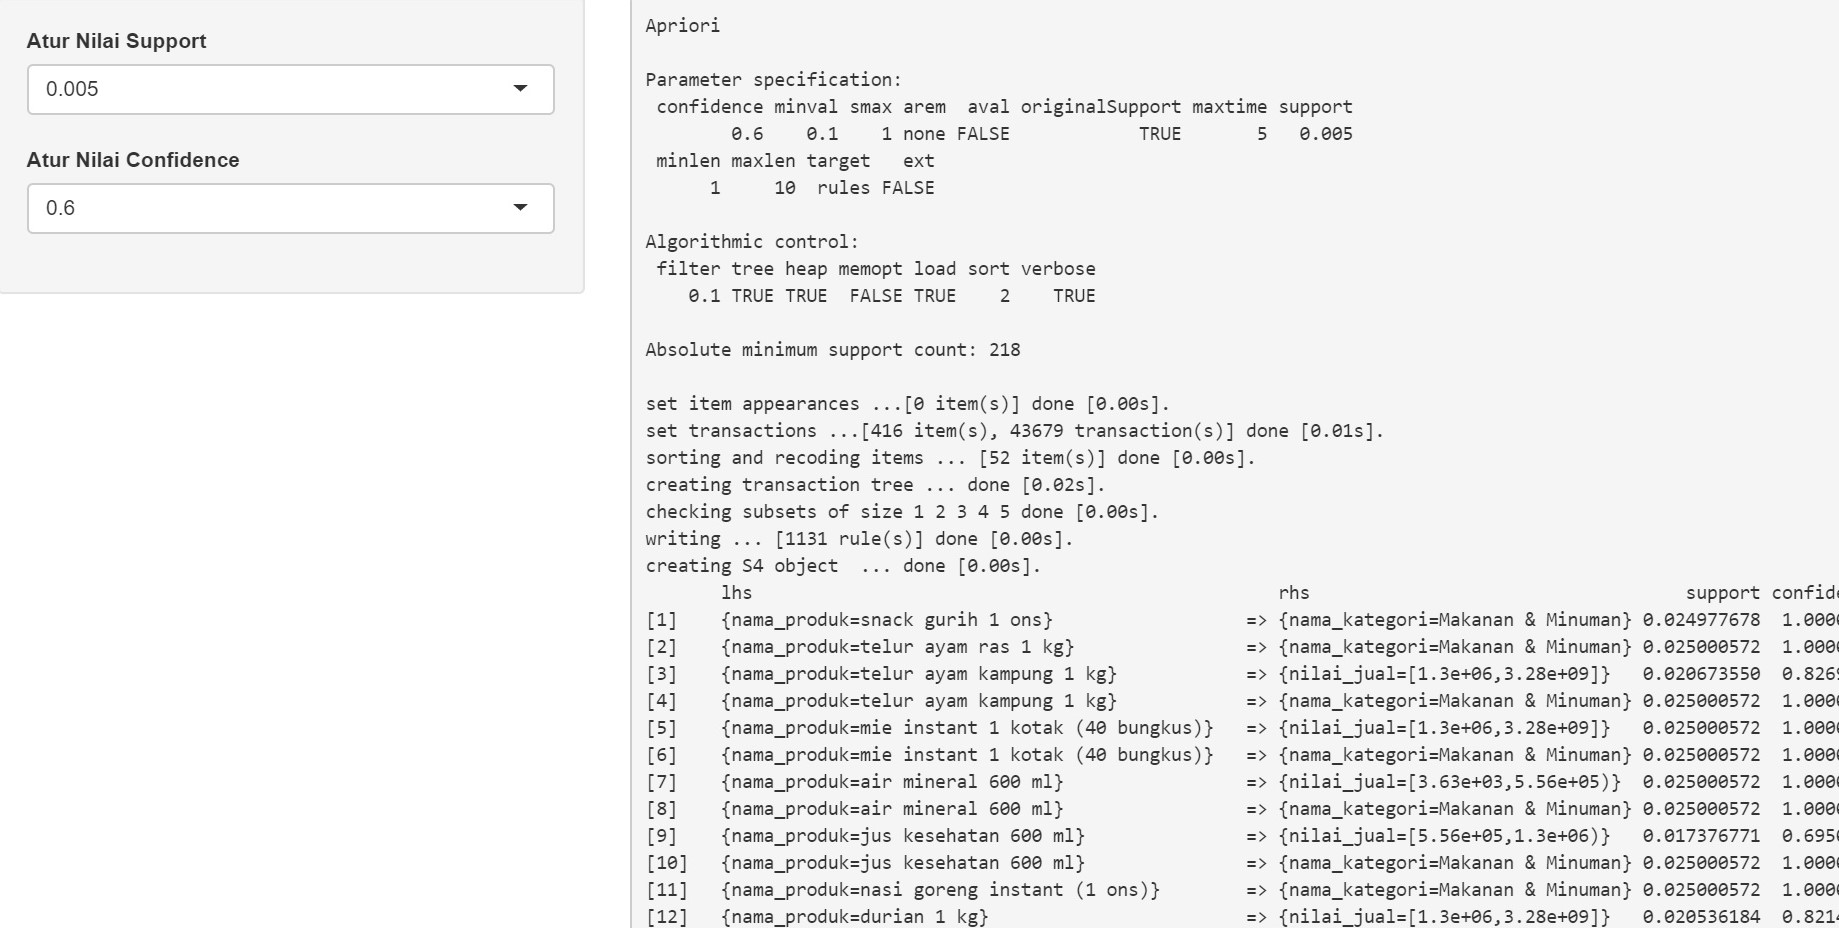 Atur Nilai Support
0.005
Atur Nilai Confidence
0.6
Apriori
Parameter specification:
confidence minval smax arem  aval originalSupport maxtime support
0.6    0.1    1 none FALSE            TRUE       5   0.005
minlen maxlen target   ext
1     10  rules FALSE
Algorithmic control:
filter tree heap memopt load sort verbose
0.1 TRUE TRUE  FALSE TRUE    2    TRUE
Absolute minimum support count: 218
set item appearances ...[0 item(s)] done [0.00s].
set transactions ...[416 item(s), 43679 transaction(s)] done [0.01s].
sorting and recoding items ... [52 item(s)] done [0.00s].
creating transaction tree ... done [0.02s].
checking subsets of size 1 2 3 4 5 done [0.00s].
writing ... [1131 rule(s)] done [0.00s].
creating S4 object  ... done [0.00s].
lhs rhs support confide
[1] {nama_produk=snack gurih 1 ons} => {nama_kategori=Makanan & Minuman} 0.024977678 1.0000
[2] {nama_produk=telur ayam ras 1 kg} => {nama_kategori=Makanan & Minuman} 0.025000572 1.0000
[3] {nama_produk=telur ayam kampung 1 kg} => {nilai_jual=[1.3e+06,3.28e+09]} 0.020673550 0.8269
[4] {nama_produk=telur ayam kampung 1 kg} => {nama_kategori=Makanan & Minuman} 0.025000572 1.0000
[5] {nama_produk=mie instant 1 kotak (40 bungkus)} => {nilai_jual=[1.3e+06,3.28e+09]} 0.025000572 1.0000
[6] {nama_produk=mie instant 1 kotak (40 bungkus)} => {nama_kategori=Makanan & Minuman} 0.025000572 1.0000
[7] {nama_produk=air mineral 600 ml} => {nilai_jual=[3.63e+03,5.56e+05)} 0.025000572 1.0000
[8] {nama_produk=air mineral 600 ml} => {nama_kategori=Makanan & Minuman} 0.025000572 1.0000
[9] {nama_produk=jus kesehatan 600 ml} => {nilai_jual=[5.56e+05,1.3e+06)} 0.017376771 0.6950
[10] {nama_produk=jus kesehatan 600 ml} => {nama_kategori=Makanan & Minuman} 0.025000572 1.0000
[11] {nama_produk=nasi goreng instant (1 ons)} => {nama_kategori=Makanan & Minuman} 0.025000572 1.0000
[12] {nama_produk=durian 1 kg} => {nilai_jual=[1.3e+06,3.28e+09]} 0.020536184 0.8214